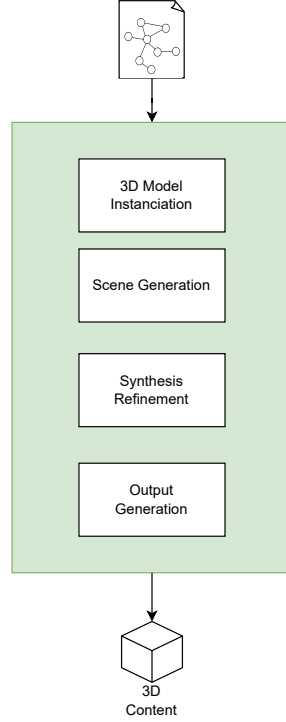 3D Model
Instanciation
Scene Generation
Synthesis
Refinement
Output
Generation
3D
Content